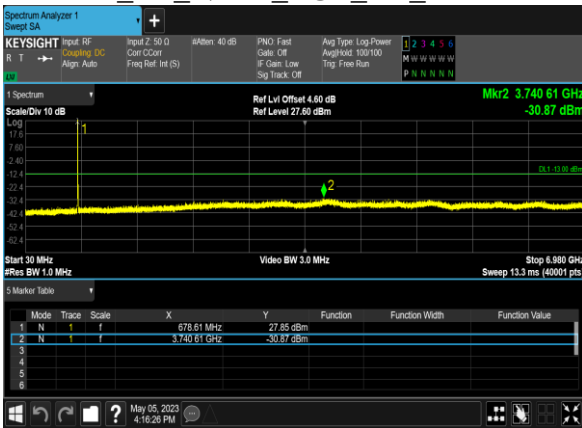 Spectrum Analyzer 1
Swept SA
KEYSIGHT Input: RF Input Z: 50 Ω #Atten: 40 dB PNO: Fast Avg Type: Log-Power 1 2 3 4 5 6
R T Coupling: DC Corr CCorr Gate: Off Avg|Hold: 100/100 M W W W W W
Align: Auto Freq Ref: Int (S) IF Gain: Low Trig: Free Run
LW Sig Track: Off P N N N N N
1 Spectrum Ref Lvl Offset 4.60 dB Mkr2 3.740 61 GHz
Scale/Div 10 dB Ref Level 27.60 dBm -30.87 dBm
Log
17.6
7.60
-2.40
-12.4
-22.4
-32.4
-42.4
-52.4
-62.4
1
DL1 -13.00 dBm
2
Start 30 MHz Video BW 3.0 MHz Stop 6.980 GHz
#Res BW 1.0 MHz Sweep 13.3 ms (40001 pts)
5 Marker Table
Mode Trace Scale X Y Function Function Width Function Value
1 N 1 f 678.61 MHz 27.85 dBm
2 N 1 f 3.740 61 GHz -30.87 dBm
3
4
5
6
? May 05, 2023
4:16:26 PM